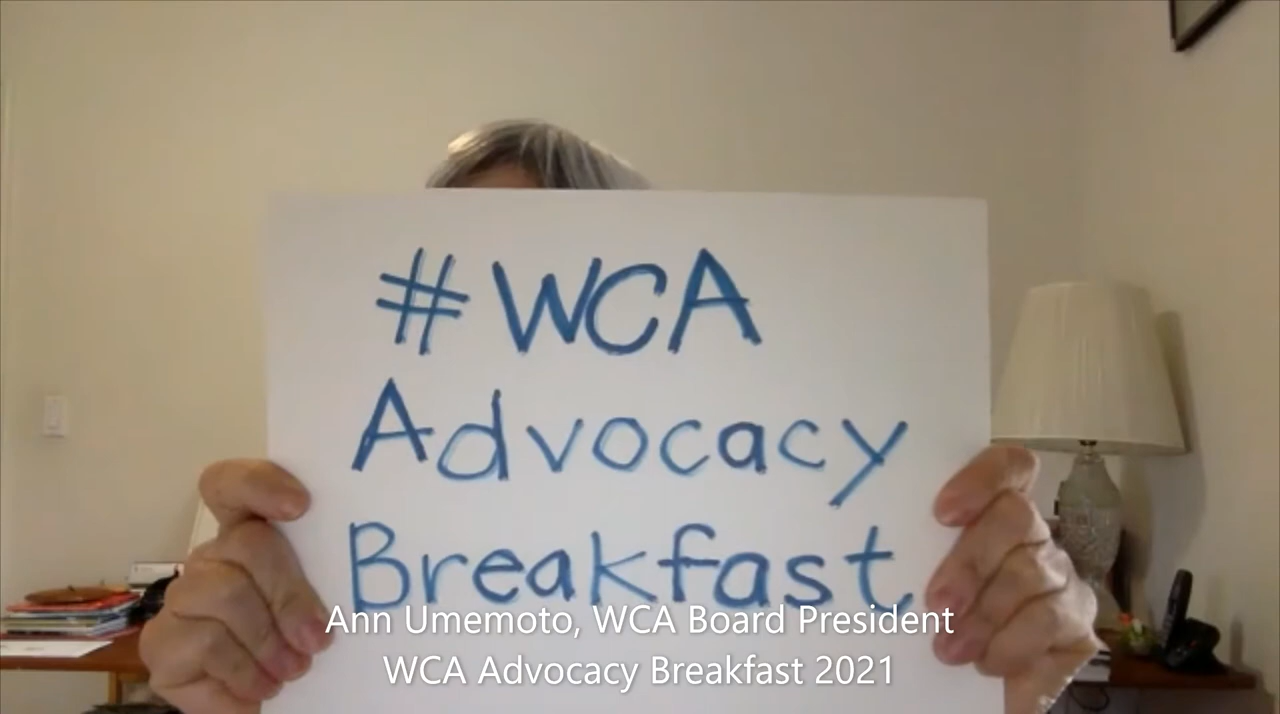 #WCA
Advocacy
Breakfast
Ann Umemoto, WCA Board President
WCA Advocacy Breakfast 2021